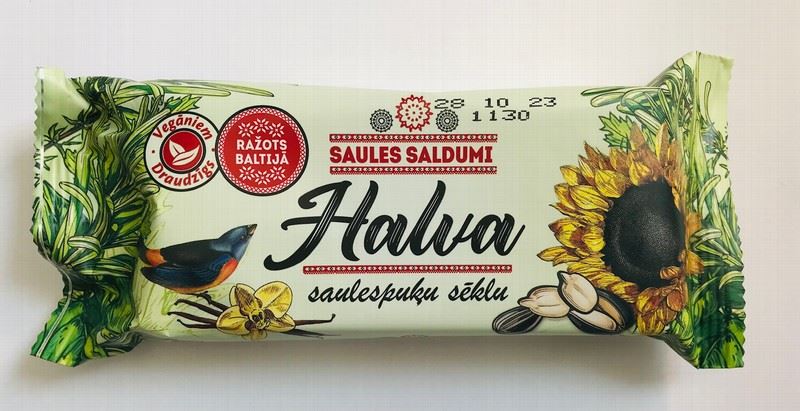 Vegāniem
Draudzīgs
RAŽOTS
BALTIJĀ
28 10 23
1130
SAULES SALDUMI
Halva
saulespuķu sēklu